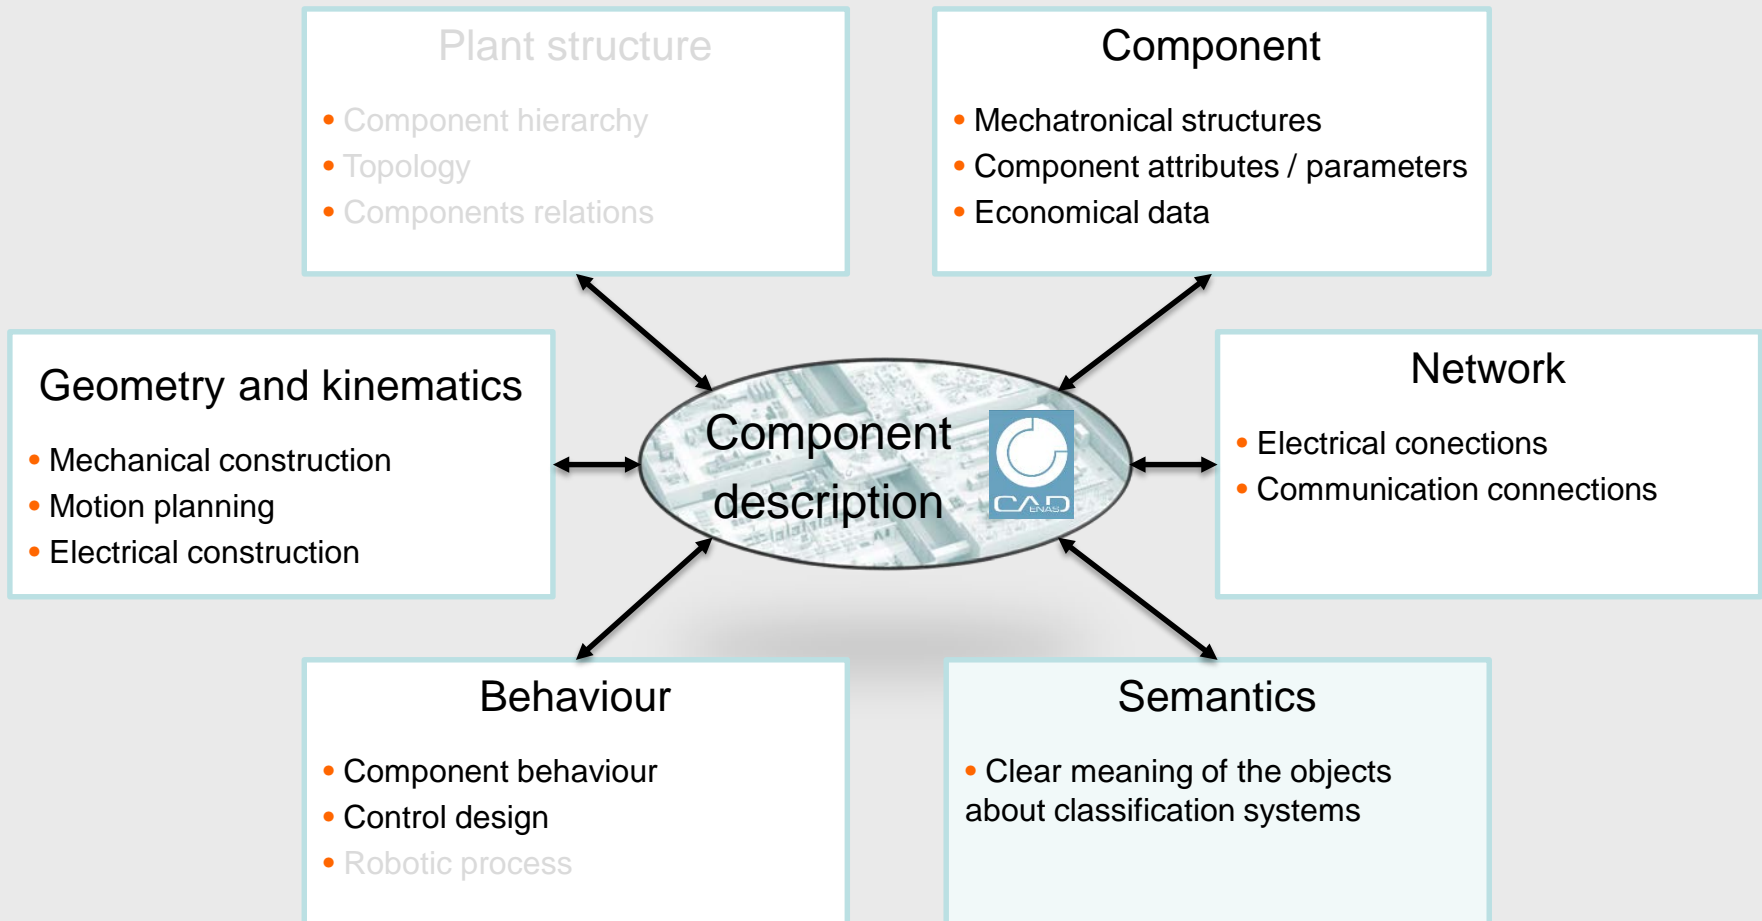 Plant structure
• Component hierarchy
• Topology
• Components relations
Component
• Mechatronical structures
• Component attributes / parameters
• Economical data
Geometry and kinematics
• Mechanical construction
• Motion planning
• Electrical construction
Component
description
CAD
ENAS
Network
• Electrical conections
• Communication connections
Behaviour
• Component behaviour
• Control design
• Robotic process
Semantics
• Clear meaning of the objects
about classification systems